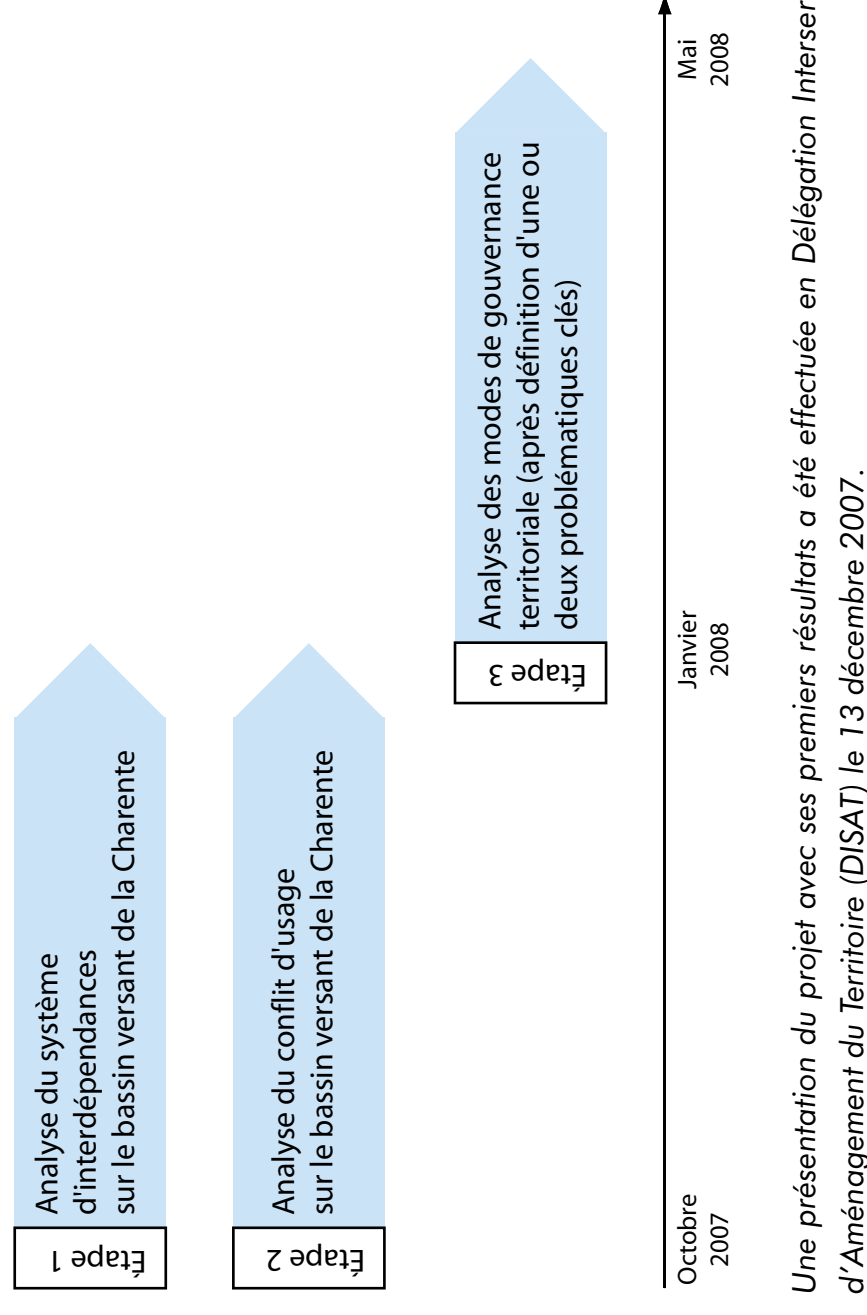 Étape 1
Analyse du système
d'interdépendances
sur le bassin versant de la Charente
Étape 2
Analyse du conflit d'usage
sur le bassin versant de la Charente
Étape 3
Analyse des modes de gouvernance
territoriale (après définition d'une ou
deux problématiques clés)
Octobre
2007
Janvier
2008
Mai
2008
Une présentation du projet avec ses premiers résultats a été effectuée en Délégation Interser
d'Aménagement du Territoire (DISAT) le 13 décembre 2007.